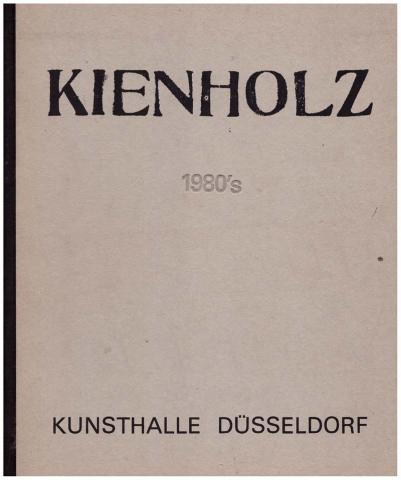 KIENHOLZ
1980's
KUNSTHALLE DÜSSELDORF